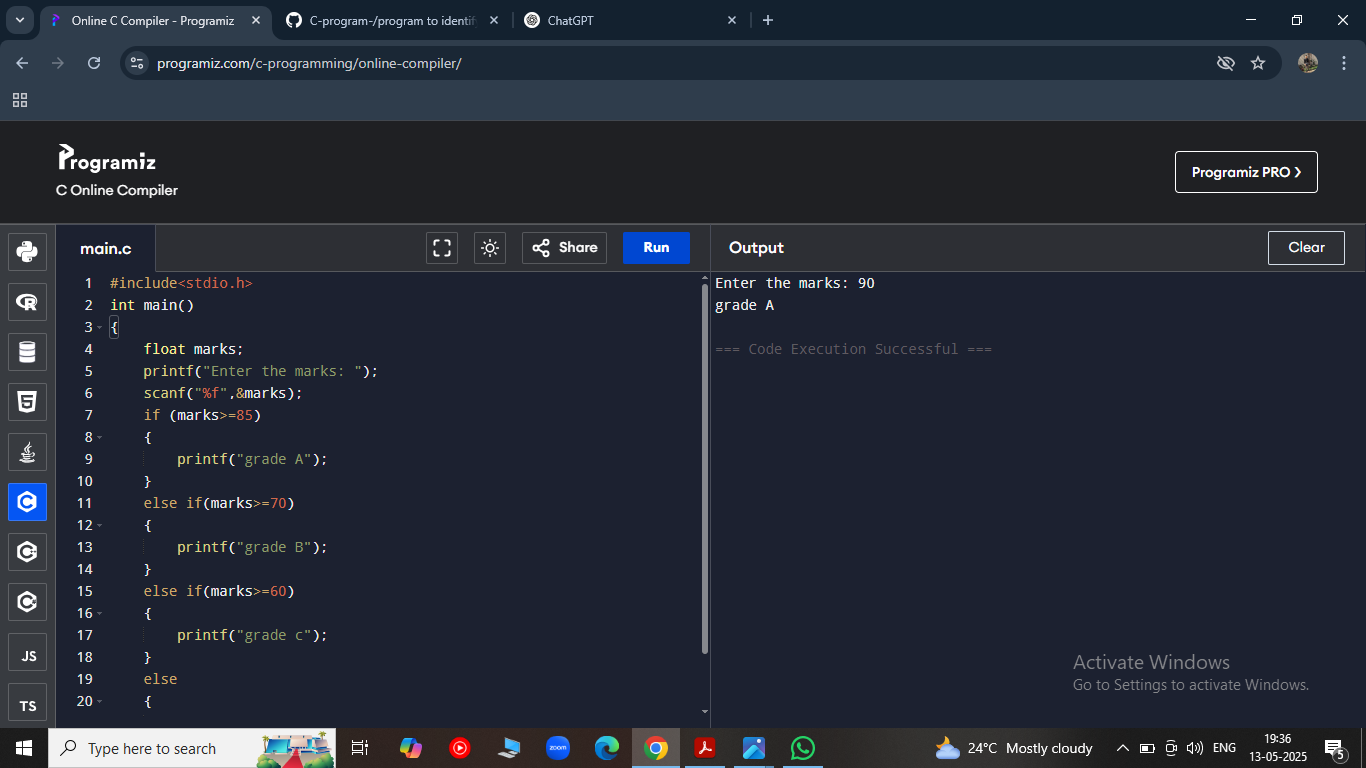 Online C Compiler - Programiz
C-program-/program to identif
ChatGPT
programiz.com/c-programming/online-compiler/
Programiz
C Online Compiler
Programiz PRO ❯
main.c
Share
Run
Output
Clear
1 #include<stdio.h>
2 int main()
3 {
4 float marks;
5 printf("Enter the marks: ");
6 scanf("%f",&marks);
7 if (marks>=85)
8 {
9 printf("grade A");
10 }
11 else if(marks>=70)
12 {
13 printf("grade B");
14 }
15 else if(marks>=60)
16 {
17 printf("grade c");
18 }
19 else
20 {
Enter the marks: 90
grade A
=== Code Execution Successful ===
R
5
C
C
C
JS
TS
Activate Windows
Go to Settings to activate Windows.
Type here to search
zoom
24°C Mostly cloudy
ENG
19:36
13-05-2025
5